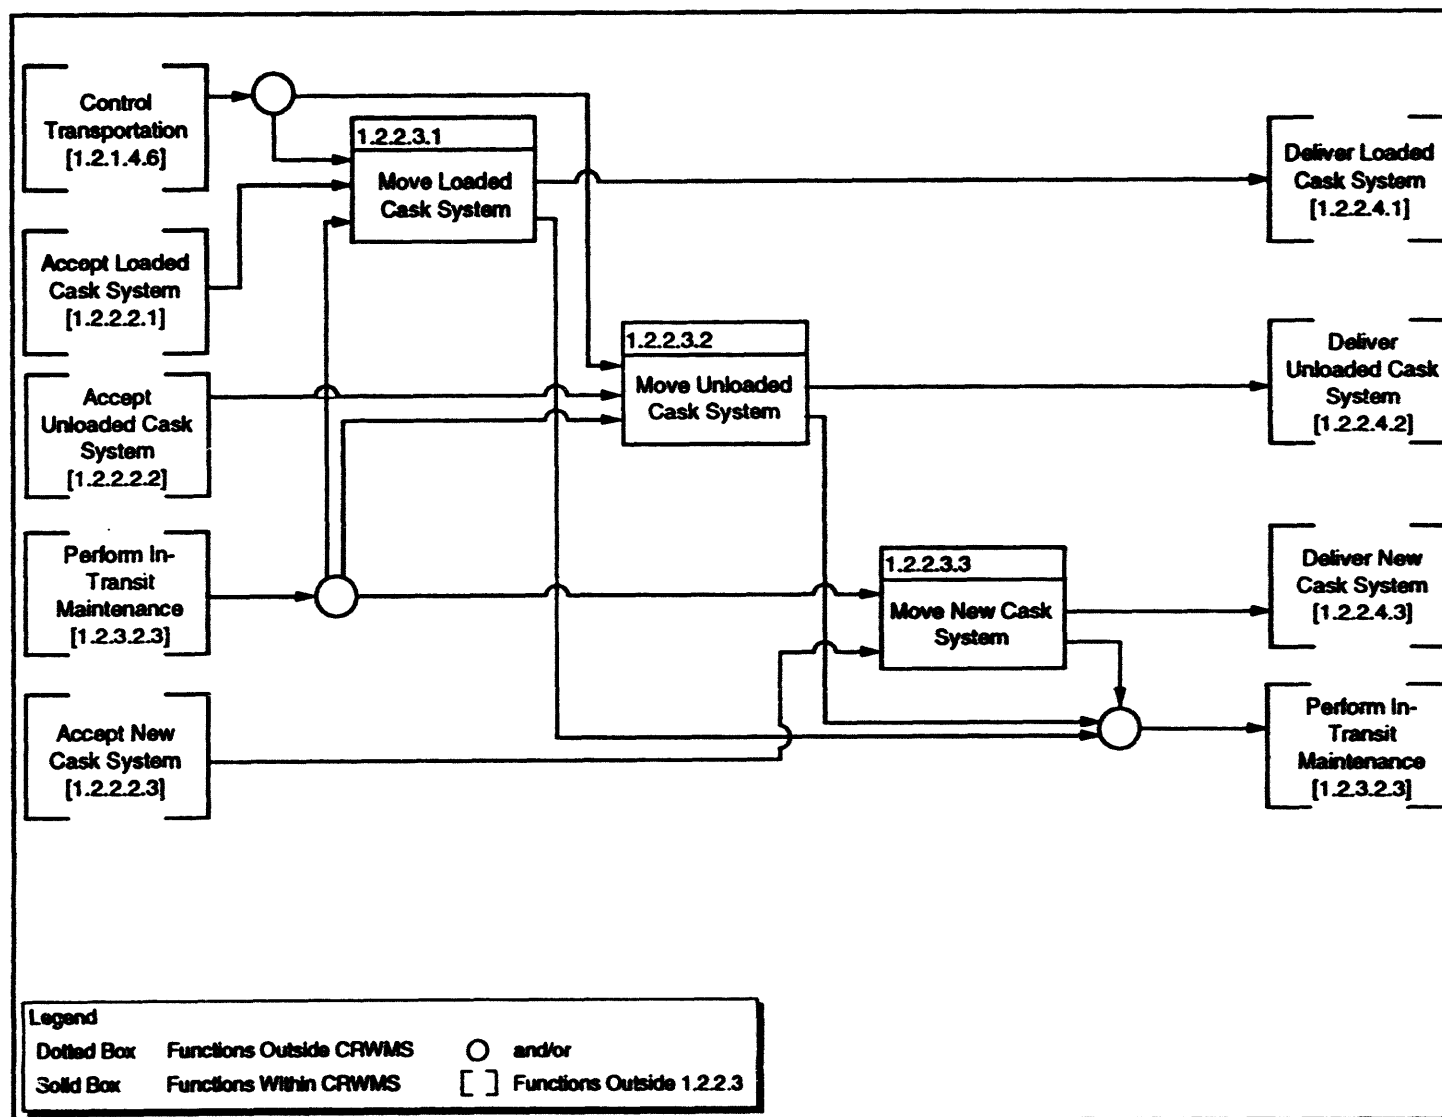 Control
Transportation
[1.2.1.4.6]
Accept Loaded
Cask System
[1.2.2.2.1]
Accept
Unloaded Cask
System
[1.2.2.2.2]
Perform In-
Transit
Maintenance
[1.2.3.2.3]
Accept New
Cask System
[1.2.2.2.3]
1.2.2.3.1
Move Loaded
Cask System
1.2.2.3.2
Move Unloaded
Cask System
1.2.2.3.3
Move New Cask
System
Deliver Loaded
Cask System
[1.2.2.4.1]
Deliver
Unloaded Cask
System
[1.2.2.4.2]
Deliver New
Cask System
[1.2.2.4.3]
Perform In-
Transit
Maintenance
[1.2.3.2.3]
Legend
Dotted Box Functions Outside CRWMS and/or
Solid Box Functions Within CRWMS [ ] Functions Outside 1.2.2.3